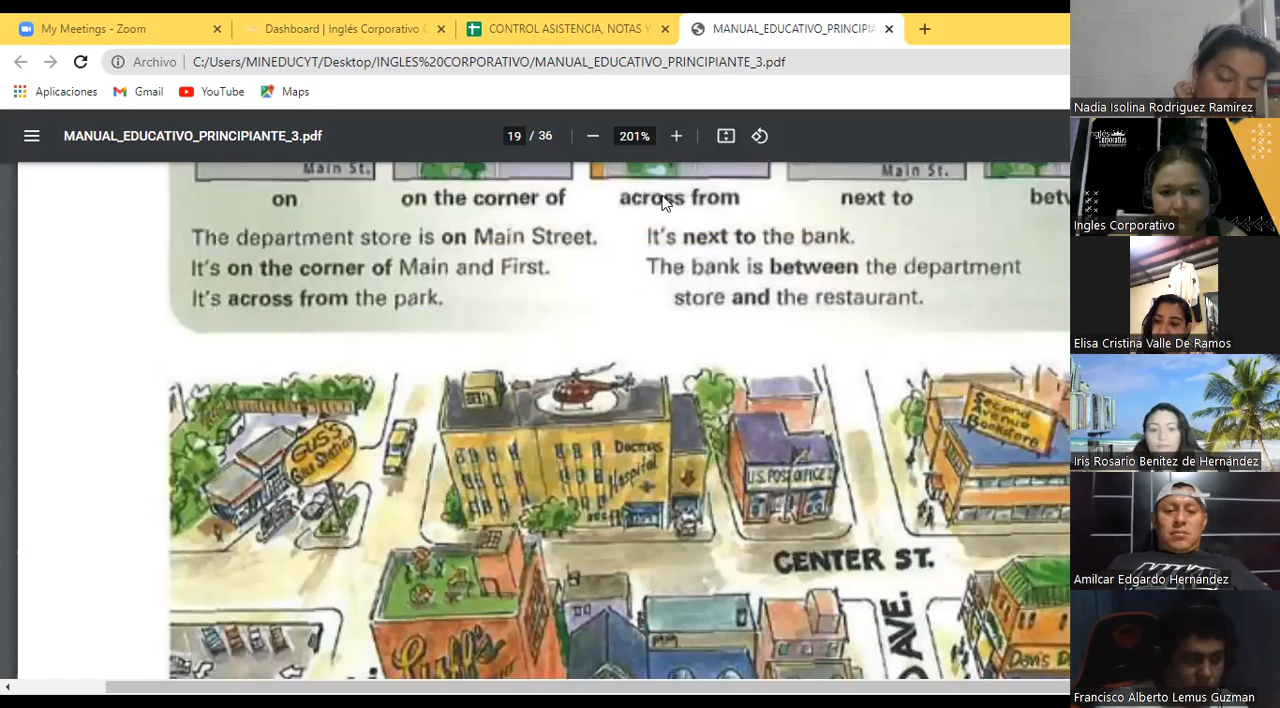 My Meetings - Zoom
Dashboard | Inglés Corporativo
CONTROL ASISTENCIA, NOTAS Y
MANUAL_EDUCATIVO_PRINCIPIA
Archivo
C:/Users/MINEDUCYT/Desktop/INGLES%20CORPORATIVO/MANUAL_EDUCATIVO_PRINCIPIANTE_3.pdf
Aplicaciones
Gmail
YouTube
Maps
MANUAL_EDUCATIVO_PRINCIPIANTE_3.pdf
19 / 36
201%
Main St.
Main St.
on
on the corner of
across from
next to
betw
The department store is on Main Street.
It's on the corner of Main and First.
It's across from the park.
It's next to the bank.
The bank is between the department
store and the restaurant.
GUS'S
Gas Station
DOCTORS
Hospital
U.S. POST OFFICE
Second
Avenue
Bookstore
CENTER ST.
AVE.
Nadia Isolina Rodriguez Ramirez
Inglés
Corporativo
Ingles Corporativo
Elisa Cristina Valle De Ramos
Iris Rosario Benitez de Hernández
Amilcar Edgardo Hernández
Francisco Alberto Lemus Guzman